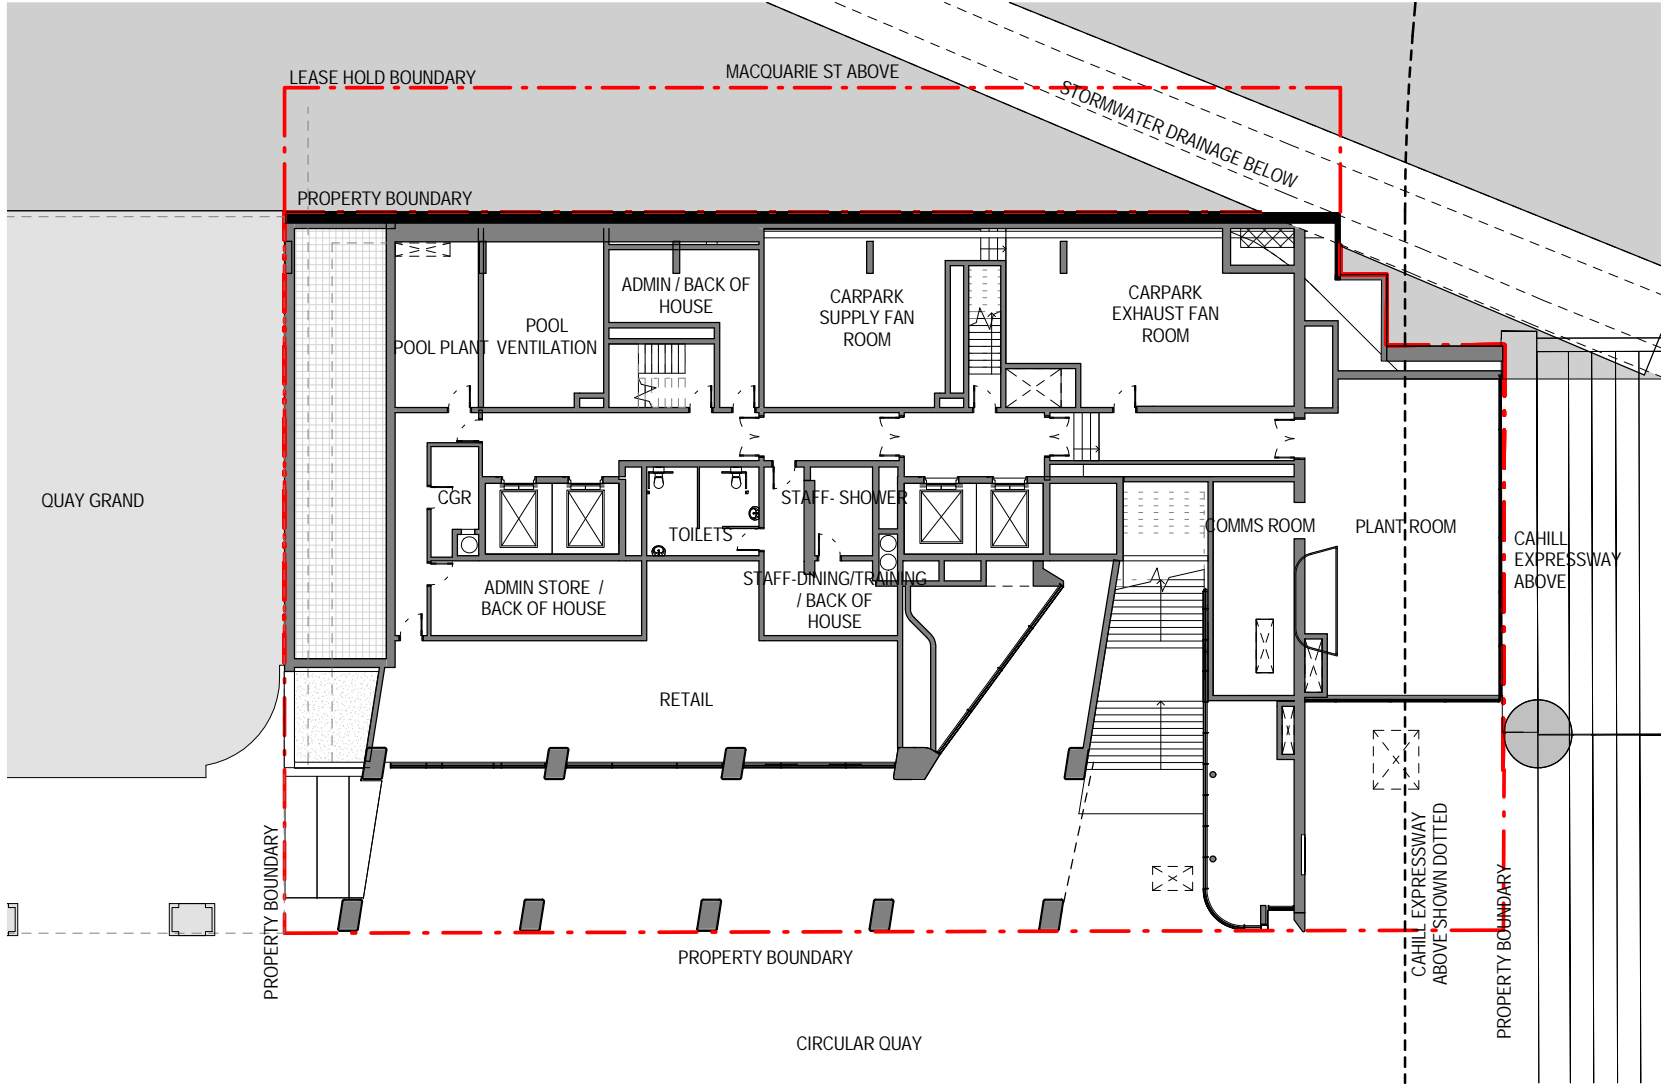 LEASE HOLD BOUNDARY
MACQUARIE ST ABOVE
STORMWATER DRAINAGE BELOW
PROPERTY BOUNDARY
ADMIN / BACK OF
HOUSE
CARPARK
SUPPLY FAN
ROOM
CARPARK
EXHAUST FAN
ROOM
POOL PLANT
POOL
VENTILATION
QUAY GRAND
CGR
TOILETS
STAFF- SHOWER
COMMS ROOM
PLANT ROOM
CAHILL
EXPRESSWAY
ABOVE
ADMIN STORE /
BACK OF HOUSE
STAFF-DINING/TRAINING
/ BACK OF
HOUSE
RETAIL
PROPERTY BOUNDARY
PROPERTY BOUNDARY
CAHILL EXPRESSWAY
ABOVE SHOWN DOTTED
PROPERTY BOUNDARY
CIRCULAR QUAY